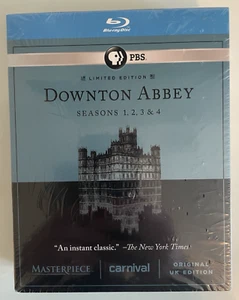 Blu-ray Disc
PBS
LIMITED EDITION
DOWNTON ABBEY
SEASONS 1, 2, 3 & 4
"An instant classic." –The New York Times
MASTERPIECE
carnival
ORIGINAL
UK EDITION